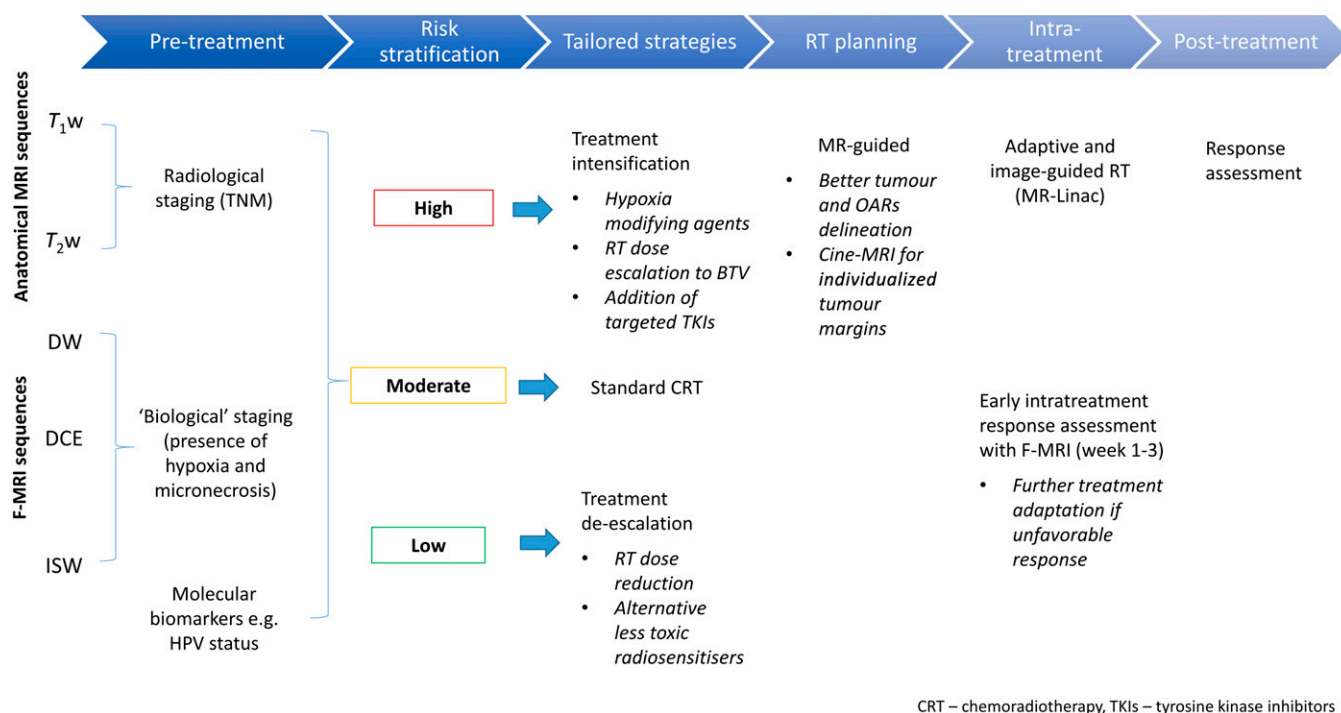 Pre-treatment
Risk
stratification
Tailored strategies
RT planning
Intra-
treatment
Post-treatment
Anatomical MRI sequences
T1w
T2w
F-MRI sequences
DW
DCE
ISW
Radiological
staging (TNM)
‘Biological’ staging
(presence of
hypoxia and
micronecrosis)
Molecular
biomarkers e.g.
HPV status
High
Moderate
Low
Treatment
intensification
• Hypoxia
modifying agents
• RT dose
escalation to BTV
• Addition of
targeted TKIs
Standard CRT
Treatment
de-escalation
• RT dose
reduction
• Alternative
less toxic
radiosensitisers
MR-guided
• Better tumour
and OARs
delineation
• Cine-MRI for
individualized
tumour
margins
Adaptive and
image-guided RT
(MR-Linac)
Early intratreatment
response assessment
with F-MRI (week 1-3)
• Further treatment
adaptation if
unfavorable
response
Response
assessment
CRT – chemoradiotherapy, TKIs – tyrosine kinase inhibitors